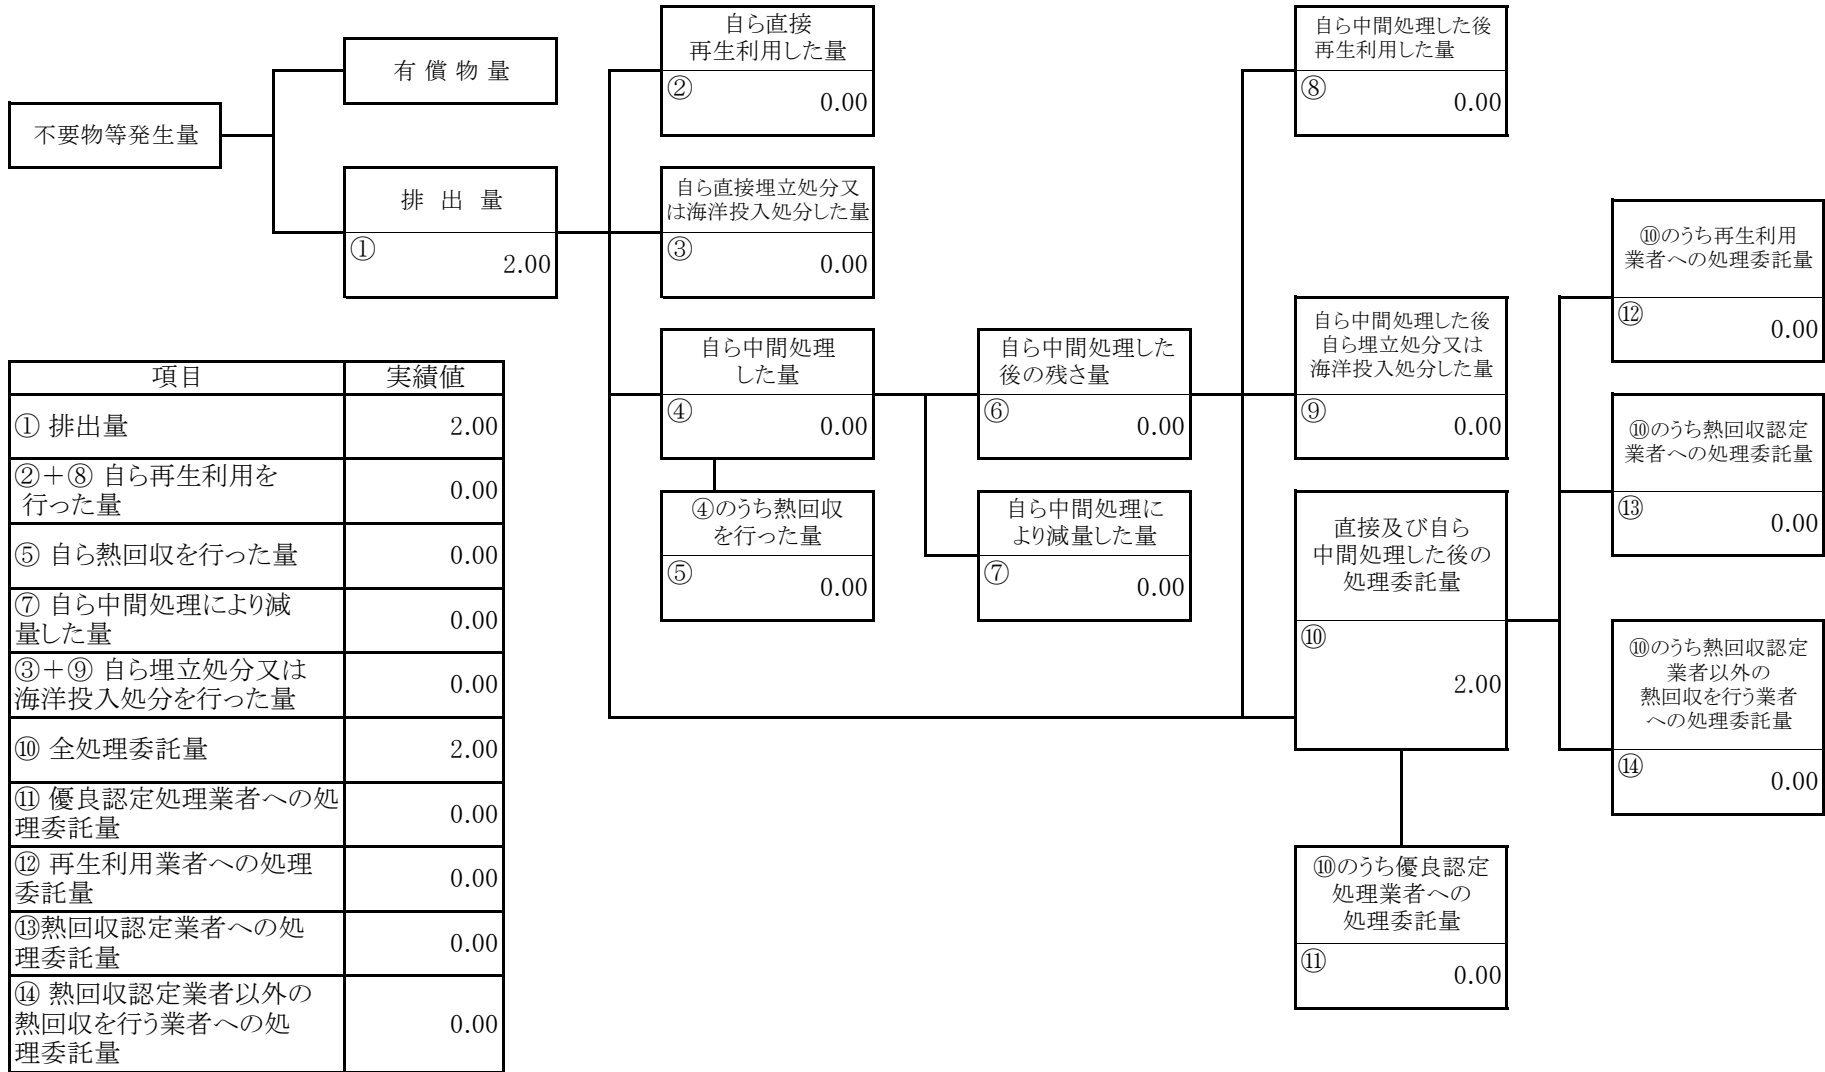 自ら直接
再生利用した量
②
0.00
自ら中間処理した後
再生利用した量
⑧
0.00
有 償 物 量
不要物等発生量
排 出 量
①
2.00
自ら直接埋立処分又
は海洋投入処分した量
③
0.00
⑩のうち再生利用
業者への処理委託量
⑫
0.00
自ら中間処理
した量
④
0.00
自ら中間処理した
後の残さ量
⑥
0.00
自ら中間処理した後
自ら埋立処分又は
海洋投入処分した量
⑨
0.00
⑩のうち熱回収認定
業者への処理委託量
⑬
0.00
④のうち熱回収
を行った量
⑤
0.00
自ら中間処理に
より減量した量
⑦
0.00
直接及び自ら
中間処理した後の
処理委託量
⑩
2.00
⑩のうち熱回収認定
業者以外の
熱回収を行う業者
への処理委託量
⑭
0.00
⑩のうち優良認定
処理業者への
処理委託量
⑪
0.00
項目 実績値
① 排出量 2.00
②＋⑧ 自ら再生利用を
行った量 0.00
⑤ 自ら熱回収を行った量 0.00
⑦ 自ら中間処理により減
量した量 0.00
③＋⑨ 自ら埋立処分又は
海洋投入処分を行った量 0.00
⑩ 全処理委託量 2.00
⑪ 優良認定処理業者への処
理委託量 0.00
⑫ 再生利用業者への処理
委託量 0.00
⑬熱回収認定業者への処
理委託量 0.00
⑭ 熱回収認定業者以外の
熱回収を行う業者への処 0.00
理委託量